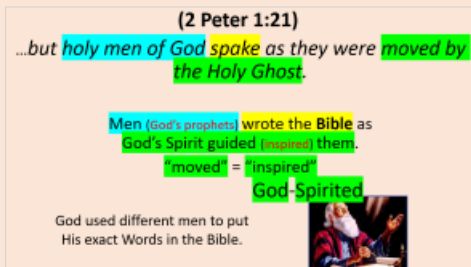 (2 Peter 1:21)
...but holy men of God spake as they were moved by
the Holy Ghost.
Men (God's prophets) wrote the Bible as
God's Spirit guided (inspired) them.
"moved" = "inspired"
God-Spirited
God used different men to put
His exact Words in the Bible.